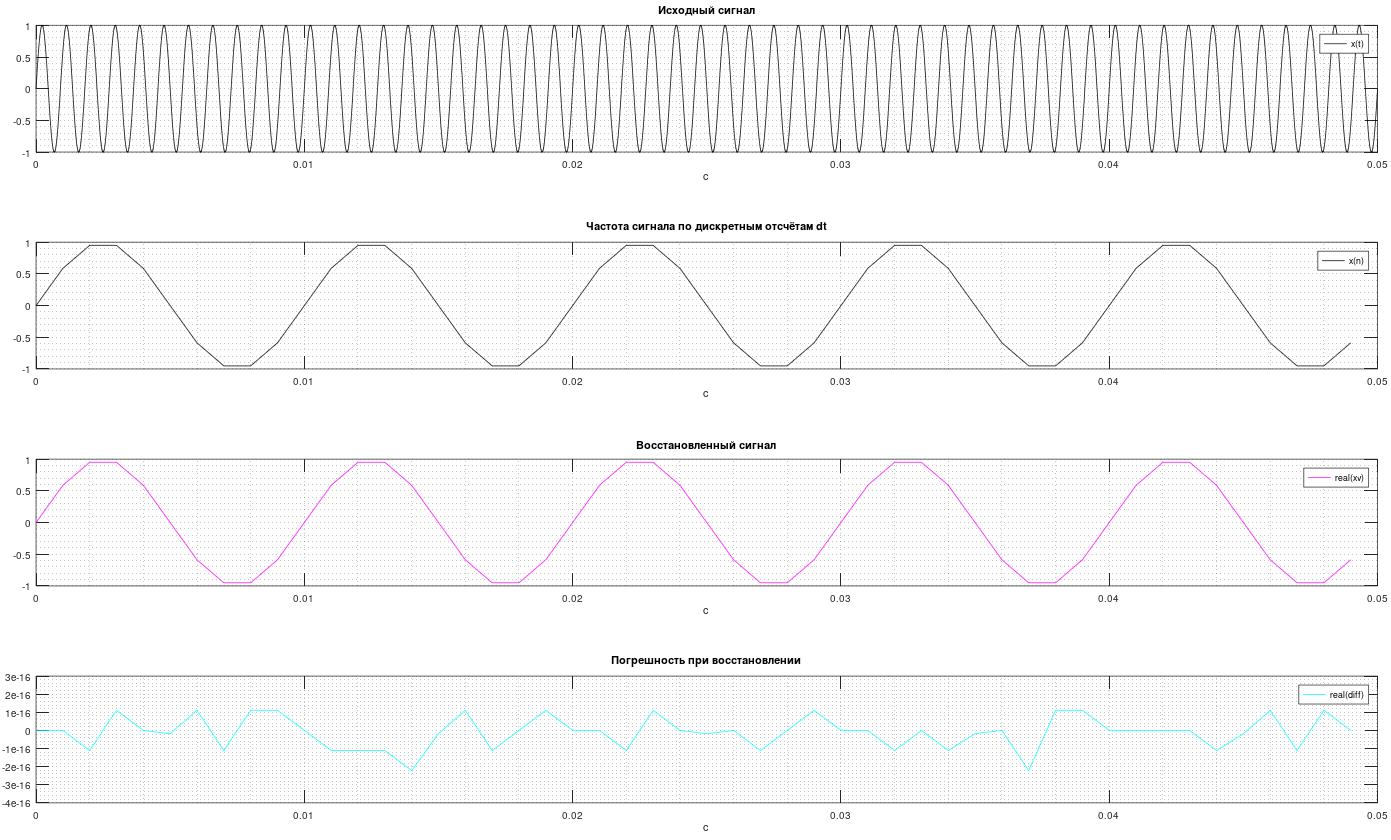 Исходный сигнал
x(t)
1
0.5
0
-0.5
-1
0 0.01 0.02 0.03 0.04 0.05
с
Частота сигнала по дискретным отсчётам dt
x(n)
1
0.5
0
-0.5
-1
0 0.01 0.02 0.03 0.04 0.05
с
Восстановленный сигнал
real(xv)
1
0.5
0
-0.5
-1
0 0.01 0.02 0.03 0.04 0.05
с
Погрешность при восстановлении
real(diff)
3e-16
2e-16
1e-16
0
-1e-16
-2e-16
-3e-16
-4e-16
0 0.01 0.02 0.03 0.04 0.05
с